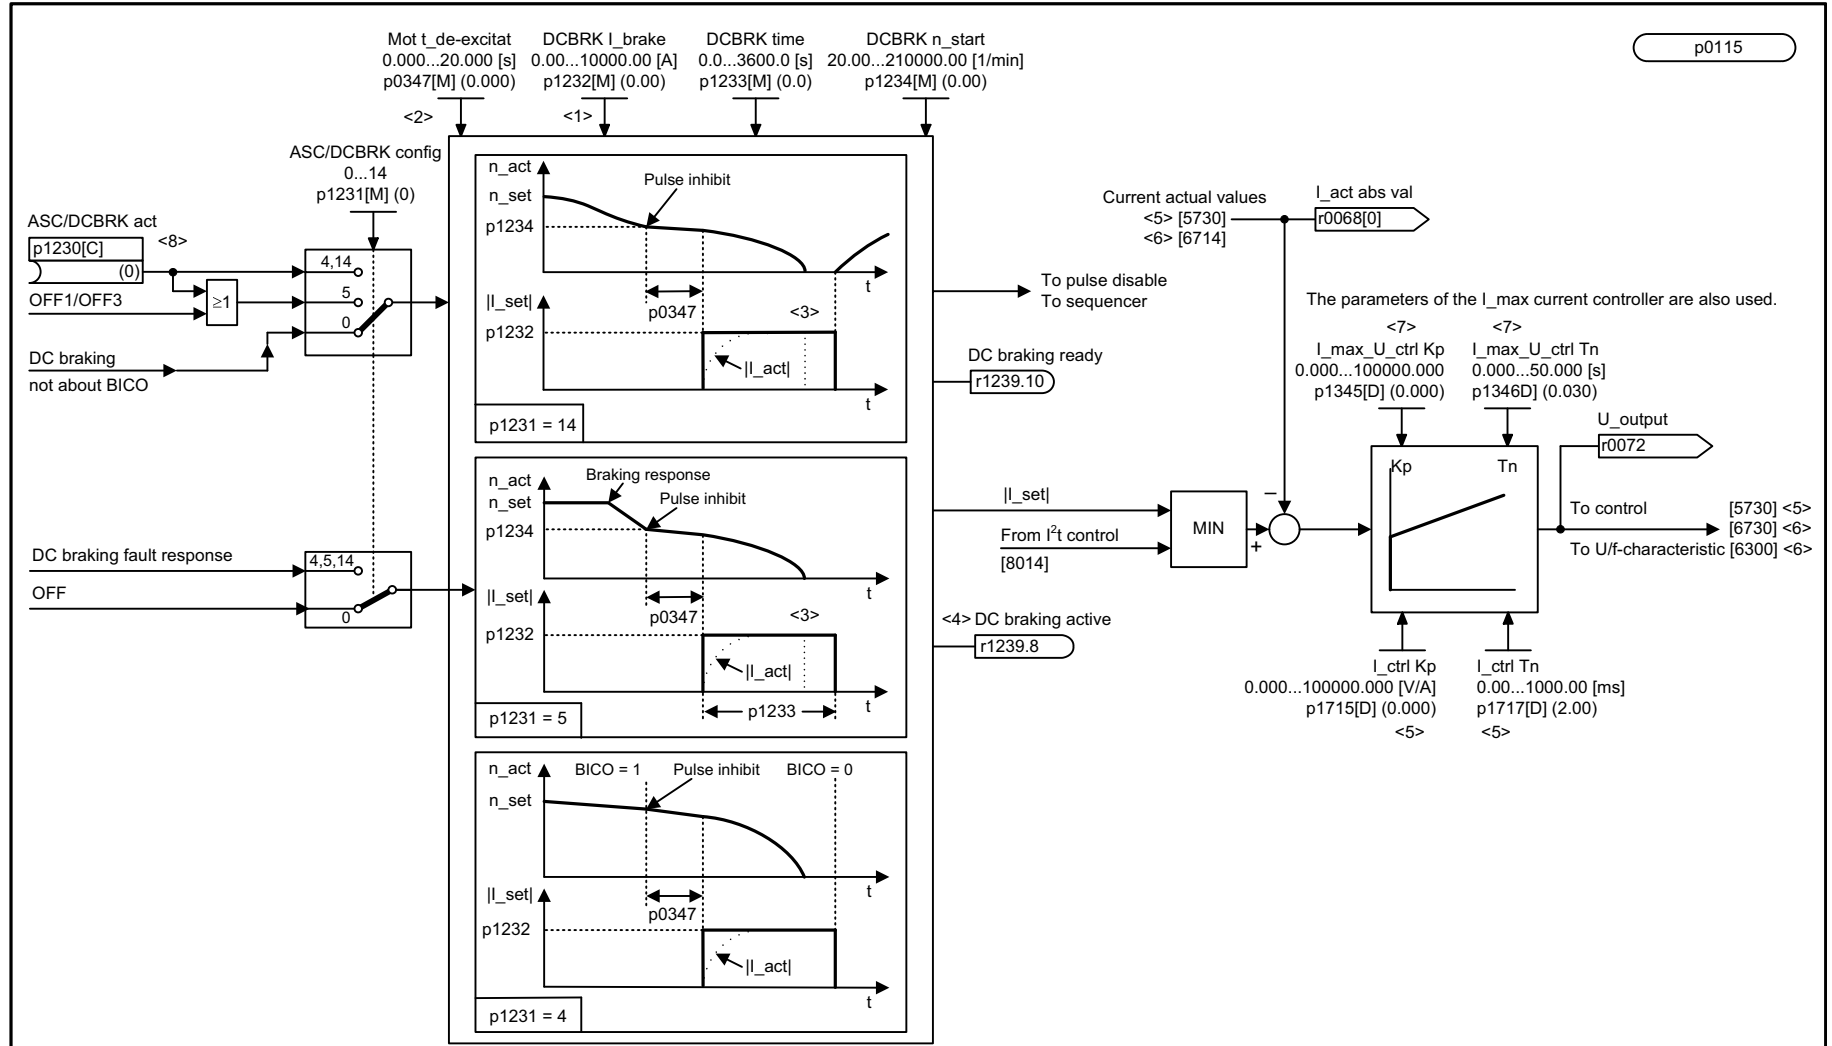 Mot t_de-excitat
0.000...20.000 [s]
p0347[M] (0.000)
<2>
DCBRK I_brake
0.00...10000.00 [A]
p1232[M] (0.00)
<1>
DCBRK time
0.0...3600.0 [s]
p1233[M] (0.0)
DCBRK n_start
20.00...210000.00 [1/min]
p1234[M] (0.00)
p0115
ASC/DCBRK config
0...14
p1231[M] (0)
ASC/DCBRK act
p1230[C]
(0)
<8>
OFF1/OFF3
≥1
4,14
5
0
DC braking
not about BICO
DC braking fault response
OFF
4,5,14
0
n_act
n_set
p1234
Pulse inhibit
t
|I_set|
p0347
p1232
<3>
|I_act|
t
p1231 = 14
n_act
n_set
p1234
Braking response
Pulse inhibit
t
|I_set|
p0347
p1232
<3>
|I_act|
t
p1233
p1231 = 5
n_act
n_set
BICO = 1
Pulse inhibit
BICO = 0
t
|I_set|
p0347
p1232
|I_act|
t
p1231 = 4
Current actual values
<5> [5730]
<6> [6714]
I_act abs val
r0068[0]
To pulse disable
To sequencer
DC braking ready
r1239.10
|I_set|
From I²t control
[8014]
MIN
+
−
<4> DC braking active
r1239.8
The parameters of the I_max current controller are also used.
<7>
I_max_U_ctrl Kp
0.000...100000.000
p1345[D] (0.000)
<7>
I_max_U_ctrl Tn
0.000...50.000 [s]
p1346D] (0.030)
Kp
Tn
U_output
r0072
To control
[5730] <5>
[6730] <6>
To U/f-characteristic [6300] <6>
I_ctrl Kp
0.000...100000.000 [V/A]
p1715[D] (0.000)
<5>
I_ctrl Tn
0.00...1000.00 [ms]
p1717[D] (2.00)
<5>